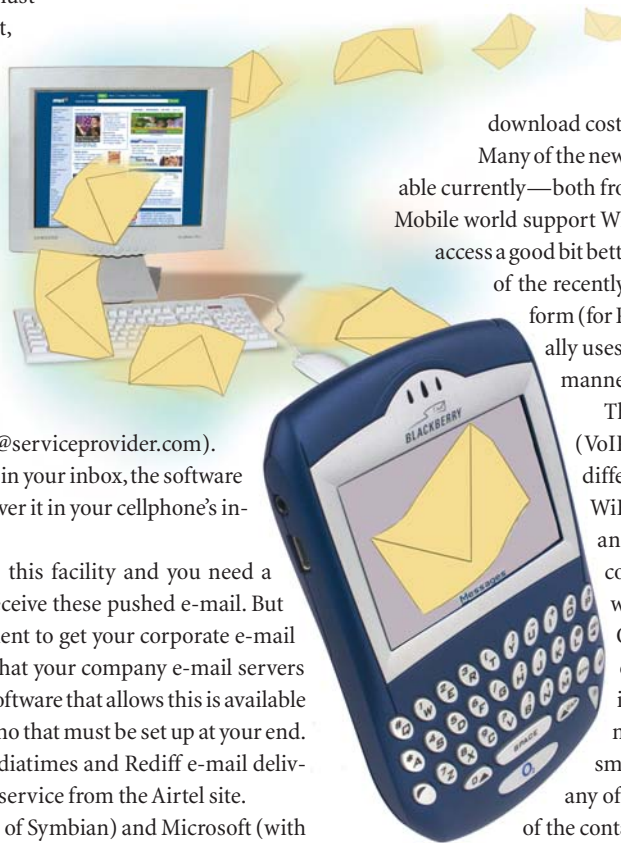 t,
@serviceprovider.com).
in your inbox, the software
ver it in your cellphone's in-
this facility and you need a
eceive these pushed e-mail. But
ent to get your corporate e-mail
hat your company e-mail servers
oftware that allows this is available
no that must be set up at your end.
diatimes and Rediff e-mail deliv-
service from the Airtel site.
of Symbian) and Microsoft (with
BLACKBERRY
Messages
SPACE
O2
download cost
Many of the new
able currently—both fro
Mobile world support W
access a good bit bett
of the recently
form (for
ally uses
manne
Th
(VoI
diffe
Wi
an
co
w
sm
any of
of the conta